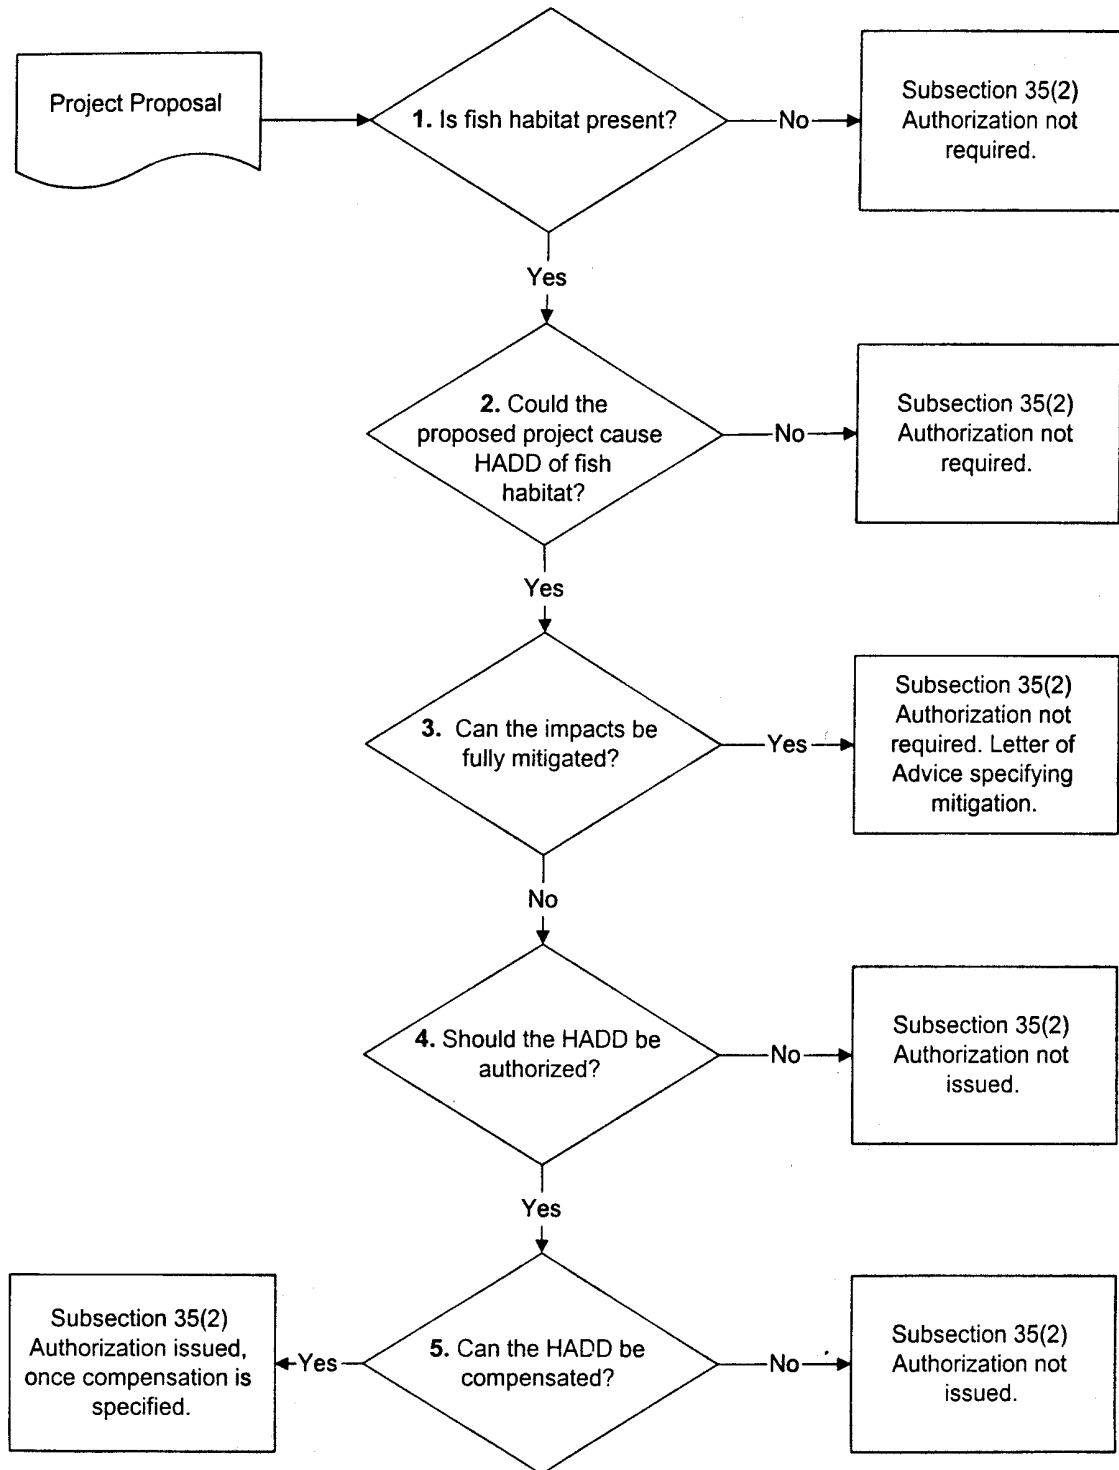 Project Proposal
1. Is fish habitat present?
No
Subsection 35(2)
Authorization not
required.
Yes
2. Could the
proposed project cause
HADD of fish
habitat?
No
Subsection 35(2)
Authorization not
required.
Yes
3. Can the impacts be
fully mitigated?
Yes
Subsection 35(2)
Authorization not
required. Letter of
Advice specifying
mitigation.
No
4. Should the HADD be
authorized?
No
Subsection 35(2)
Authorization not
issued.
Yes
Subsection 35(2)
Authorization issued,
once compensation is
specified.
Yes
5. Can the HADD be
compensated?
No
Subsection 35(2)
Authorization not
issued.